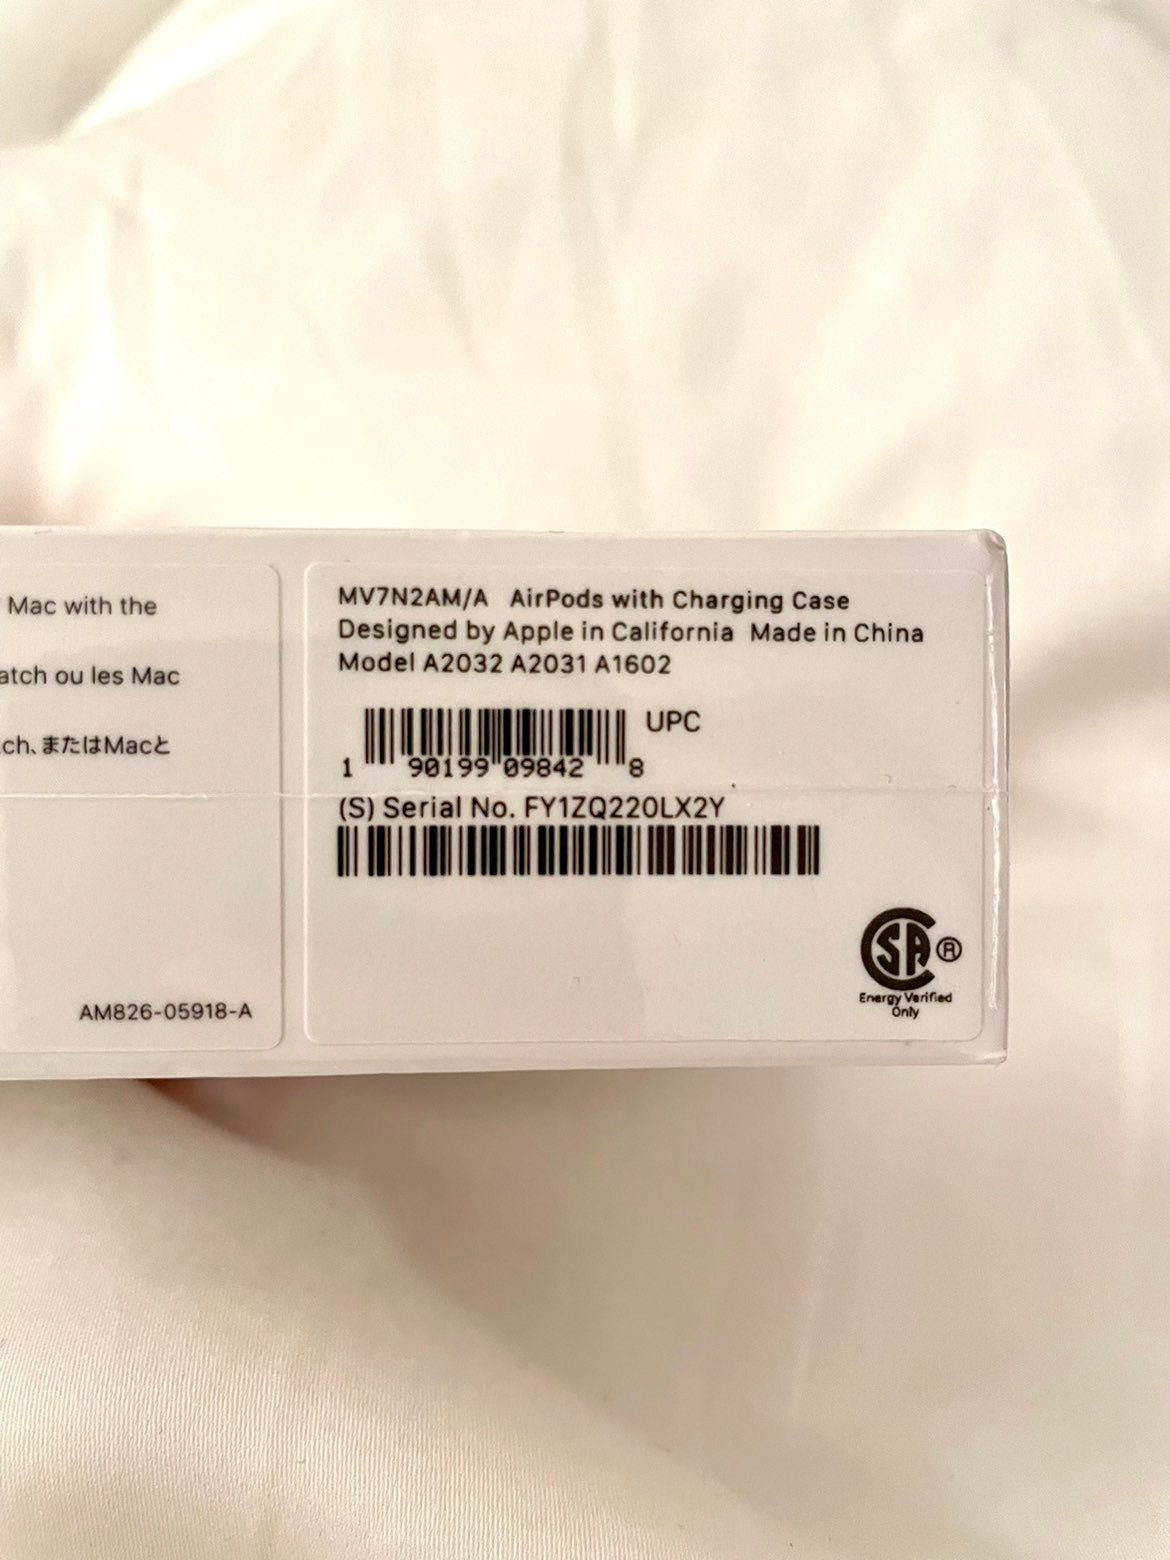 Mac with the
atch ou les Mac
ch、またはMacと
AM826-05918-A
MV7N2AM/A AirPods with Charging Case
Designed by Apple in California Made in China
Model A2032 A2031 A1602
UPC
1 90199 09842 8
(S) Serial No. FY1ZQ220LX2Y
CSA®
Energy Verified
Only